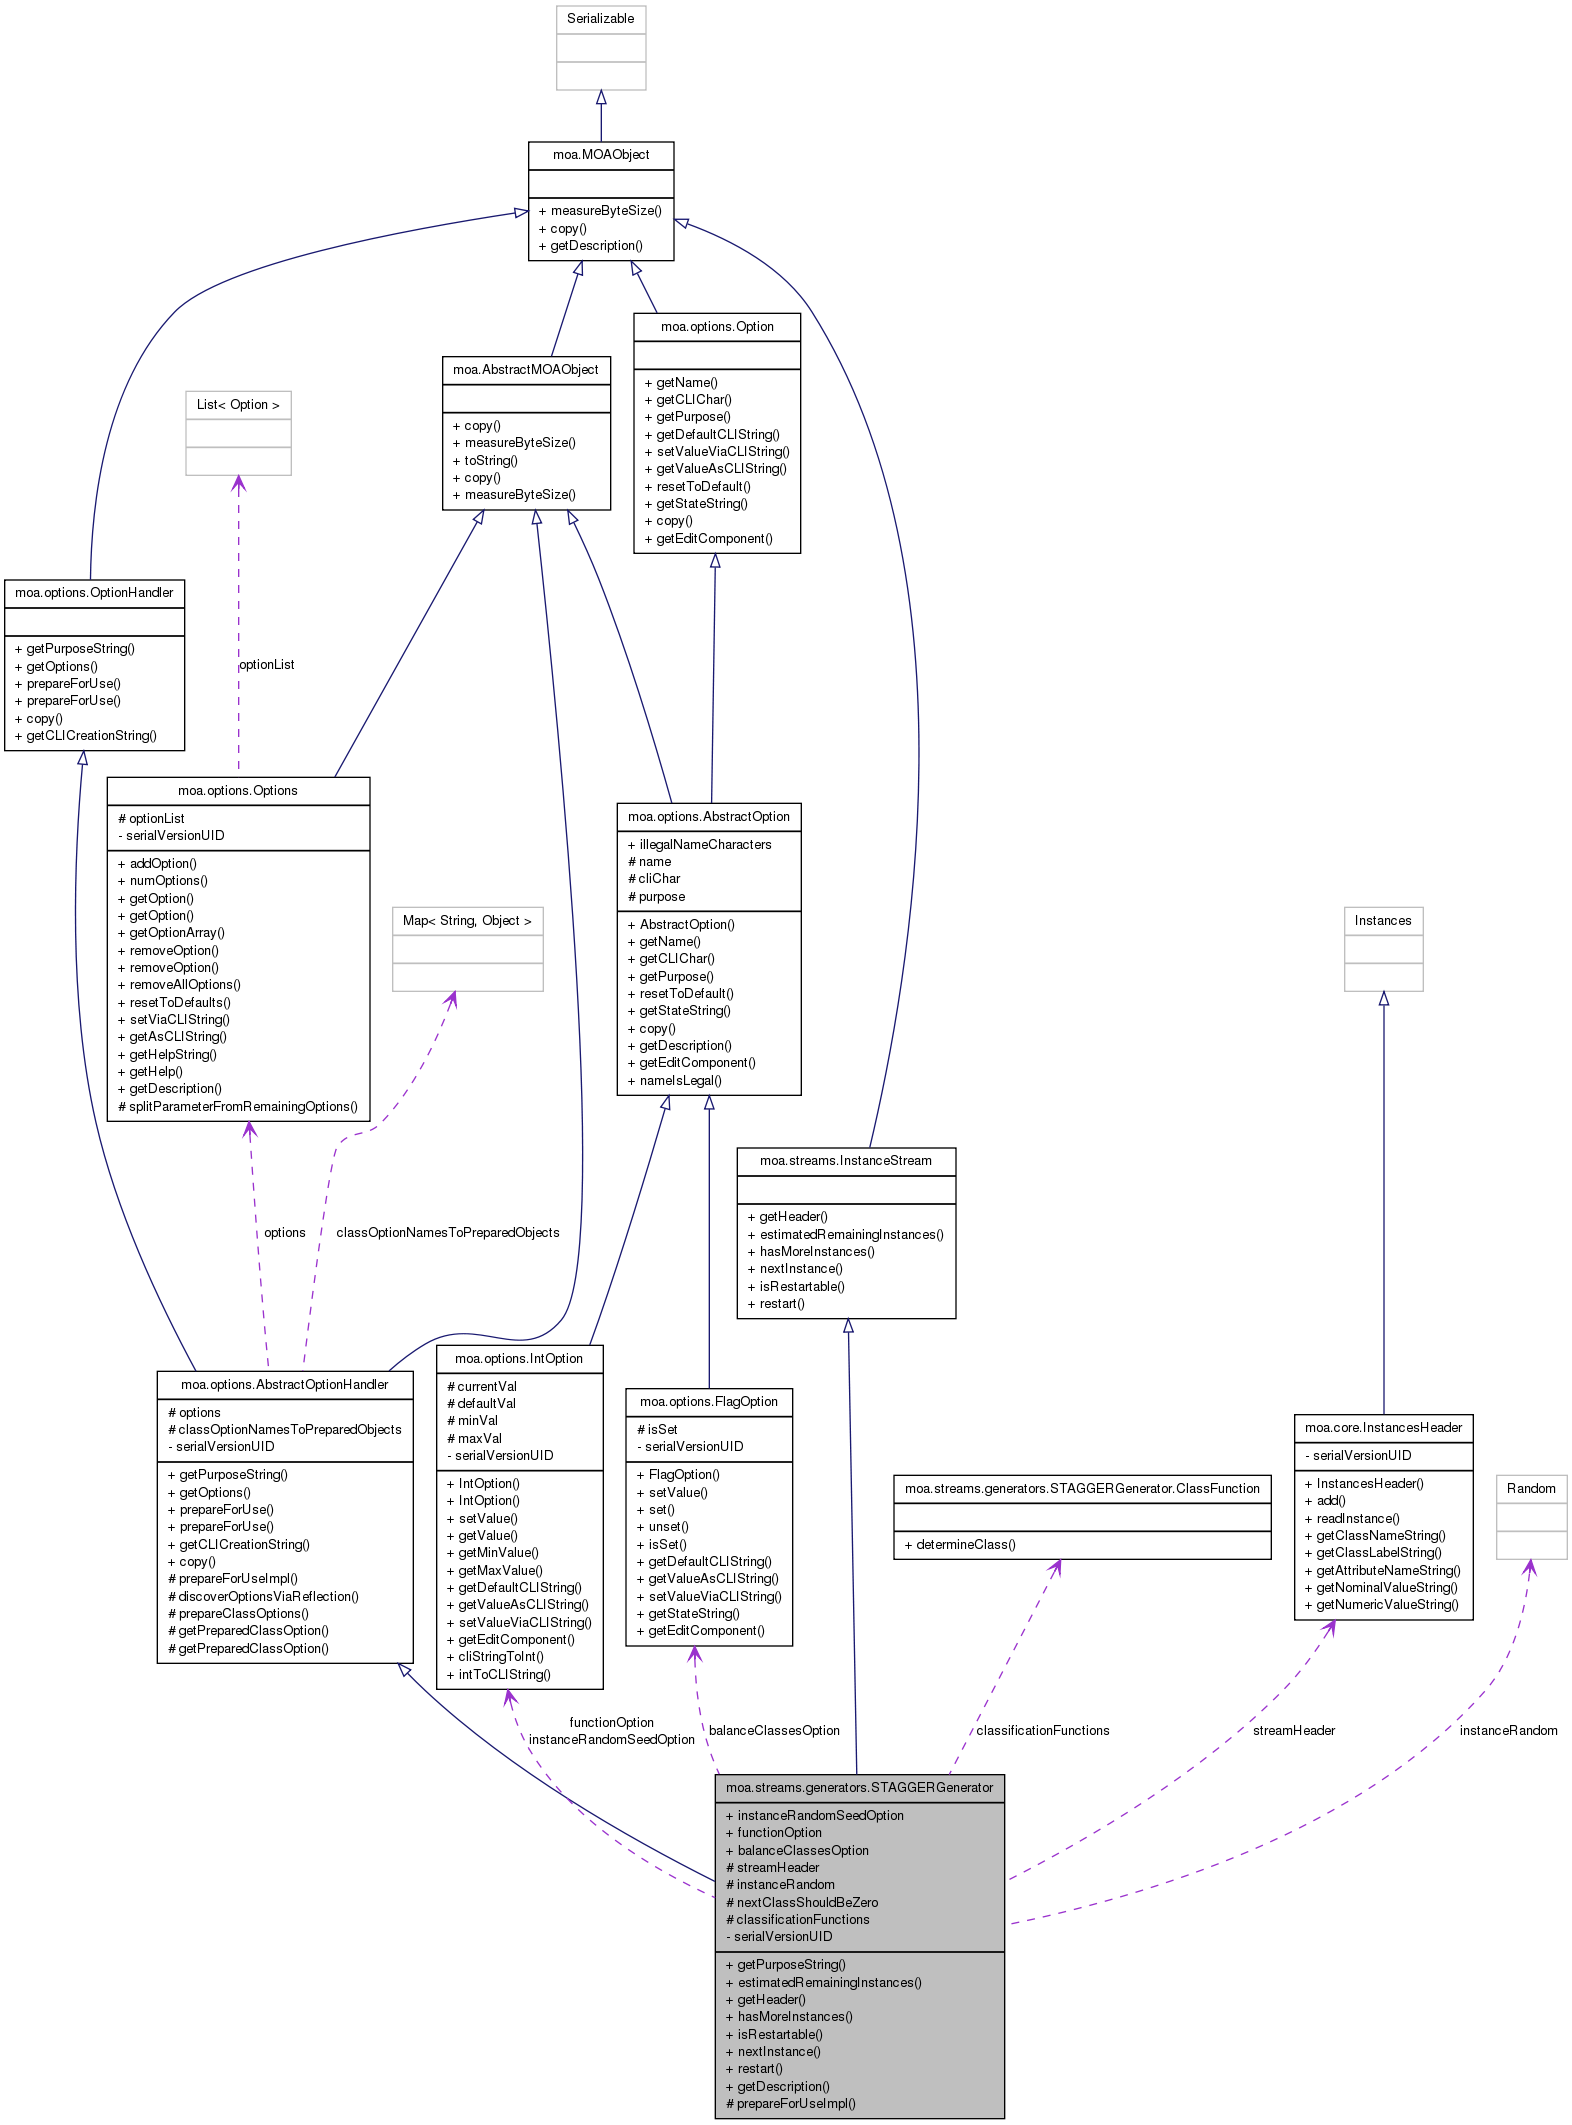 Serializable
moa.MOAObject
+ measureByteSize()
+ copy()
+ getDescription()
moa.options.Option
+ getName()
+ getCLIChar()
+ getPurpose()
+ getDefaultCLIString()
+ setValueViaCLIString()
+ getValueAsCLIString()
+ resetToDefault()
+ getStateString()
+ copy()
+ getEditComponent()
moa.AbstractMOAObject
+ copy()
+ measureByteSize()
+ toString()
+ copy()
+ measureByteSize()
List< Option >
moa.options.OptionHandler
+ getPurposeString()
+ getOptions()
+ prepareForUse()
+ prepareForUse()
+ copy()
+ getCLICreationString()
optionList
moa.options.Options
# optionList
- serialVersionUID
+ addOption()
+ numOptions()
+ getOption()
+ getOption()
+ getOptionArray()
+ removeOption()
+ removeOption()
+ removeAllOptions()
+ resetToDefaults()
+ setViaCLIString()
+ getAsCLIString()
+ getHelpString()
+ getHelp()
+ getDescription()
# splitParameterFromRemainingOptions()
moa.options.AbstractOption
+ illegalNameCharacters
# name
# cliChar
# purpose
+ AbstractOption()
+ getName()
+ getCLIChar()
+ getPurpose()
+ resetToDefault()
+ getStateString()
+ copy()
+ getDescription()
+ getEditComponent()
+ nameIsLegal()
Map< String, Object >
Instances
moa.streams.InstanceStream
+ getHeader()
+ estimatedRemainingInstances()
+ hasMoreInstances()
+ nextInstance()
+ isRestartable()
+ restart()
options
classOptionNamesToPreparedObjects
moa.options.AbstractOptionHandler
# options
# classOptionNamesToPreparedObjects
- serialVersionUID
+ getPurposeString()
+ getOptions()
+ prepareForUse()
+ prepareForUse()
+ getCLICreationString()
+ copy()
# prepareForUseImpl()
# discoverOptionsViaReflection()
# prepareClassOptions()
# getPreparedClassOption()
# getPreparedClassOption()
moa.options.IntOption
# currentVal
# defaultVal
# minVal
# maxVal
- serialVersionUID
+ IntOption()
+ IntOption()
+ setValue()
+ getValue()
+ getMinValue()
+ getMaxValue()
+ getDefaultCLIString()
+ getValueAsCLIString()
+ setValueViaCLIString()
+ getEditComponent()
+ cliStringToInt()
+ intToCLIString()
moa.options.FlagOption
# isSet
- serialVersionUID
+ FlagOption()
+ setValue()
+ set()
+ unset()
+ isSet()
+ getDefaultCLIString()
+ getValueAsCLIString()
+ setValueViaCLIString()
+ getStateString()
+ getEditComponent()
moa.streams.generators.STAGGERGenerator.ClassFunction
+ determineClass()
moa.core.InstancesHeader
- serialVersionUID
+ InstancesHeader()
+ add()
+ readInstance()
+ getClassNameString()
+ getClassLabelString()
+ getAttributeNameString()
+ getNominalValueString()
+ getNumericValueString()
Random
functionOption
instanceRandomSeedOption
balanceClassesOption
classificationFunctions
streamHeader
instanceRandom
moa.streams.generators.STAGGERGenerator
+ instanceRandomSeedOption
+ functionOption
+ balanceClassesOption
# streamHeader
# instanceRandom
# nextClassShouldBeZero
# classificationFunctions
- serialVersionUID
+ getPurposeString()
+ estimatedRemainingInstances()
+ getHeader()
+ hasMoreInstances()
+ isRestartable()
+ nextInstance()
+ restart()
+ getDescription()
# prepareForUseImpl()